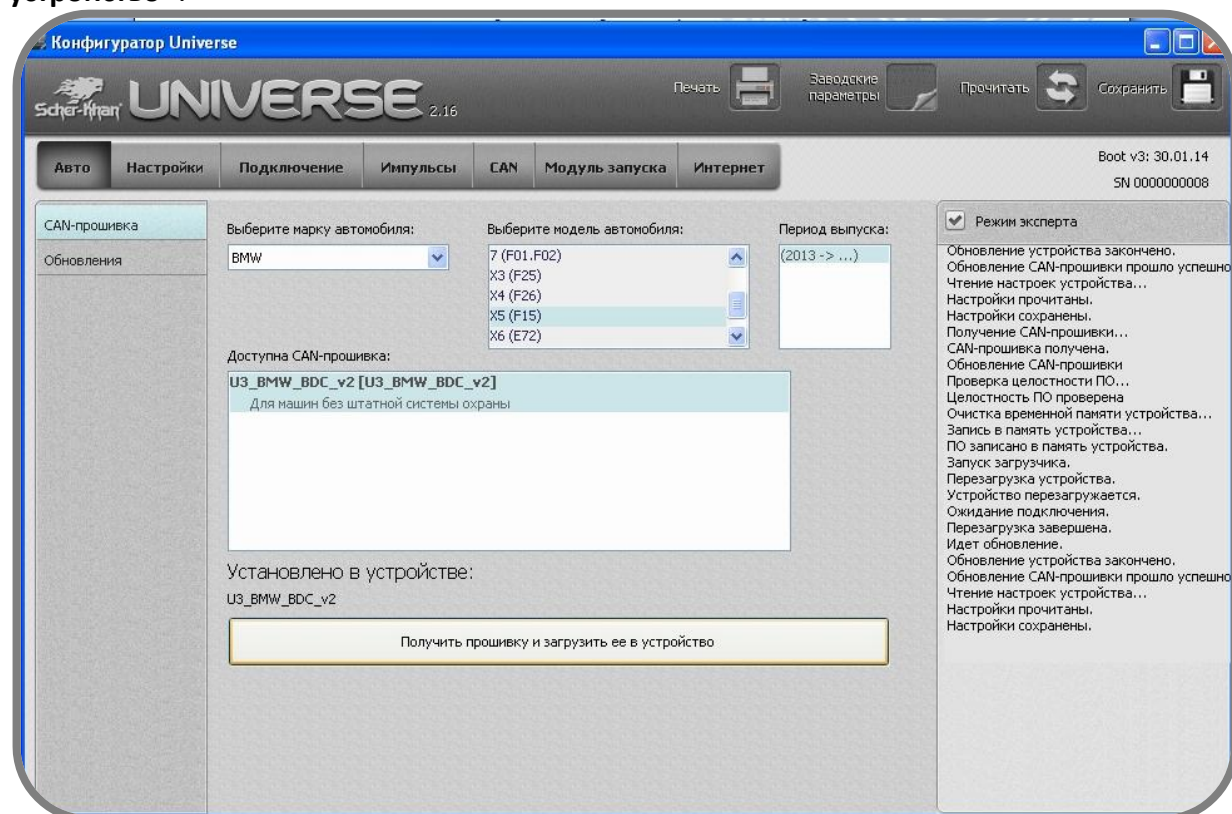 Конфигуратор Universe
Scher-Khan UNIVERSE 2.16
Печать
Заводские
параметры
Прочитать
Сохранить
Авто Настройки Подключение Импульсы CAN Модуль запуска Интернет
Boot v3: 30.01.14
SN 0000000008
CAN-прошивка
Обновления
Выберите марку автомобиля:
BMW
Выберите модель автомобиля:
7 (F01.F02)
X3 (F25)
X4 (F26)
X5 (F15)
X6 (E72)
Период выпуска:
(2013 -> ...)
Доступна CAN-прошивка:
U3_BMW_BDC_v2 [U3_BMW_BDC_v2]
Для машин без штатной системы охраны
Установлено в устройстве:
U3_BMW_BDC_v2
Получить прошивку и загрузить ее в устройство
Режим эксперта
Обновление устройства закончено.
Обновление CAN-прошивки прошло успешно
Чтение настроек устройства...
Настройки прочитаны.
Настройки сохранены.
Получение CAN-прошивки...
CAN-прошивка получена.
Обновление CAN-прошивки
Проверка целостности ПО...
Целостность ПО проверена
Очистка временной памяти устройства...
Запись в память устройства...
ПО записано в память устройства.
Запуск загрузчика.
Перезагрузка устройства.
Устройство перезагружается.
Ожидание подключения.
Перезагрузка завершена.
Идет обновление.
Обновление устройства закончено.
Обновление CAN-прошивки прошло успешно
Чтение настроек устройства...
Настройки прочитаны.
Настройки сохранены.